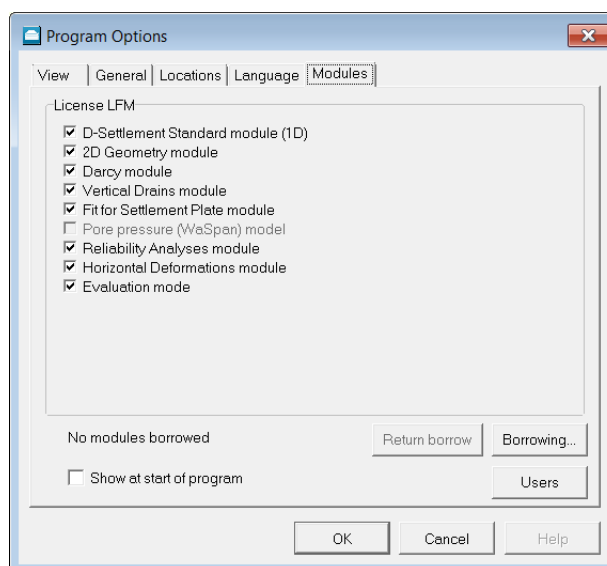 Program Options
View General Locations Language Modules
License LFM
D-Settlement Standard module (1D)
2D Geometry module
Darcy module
Vertical Drains module
Fit for Settlement Plate module
Pore pressure (WaSpan) model
Reliability Analyses module
Horizontal Deformations module
Evaluation mode
No modules borrowed Return borrow Borrowing...
Show at start of program Users
OK Cancel Help